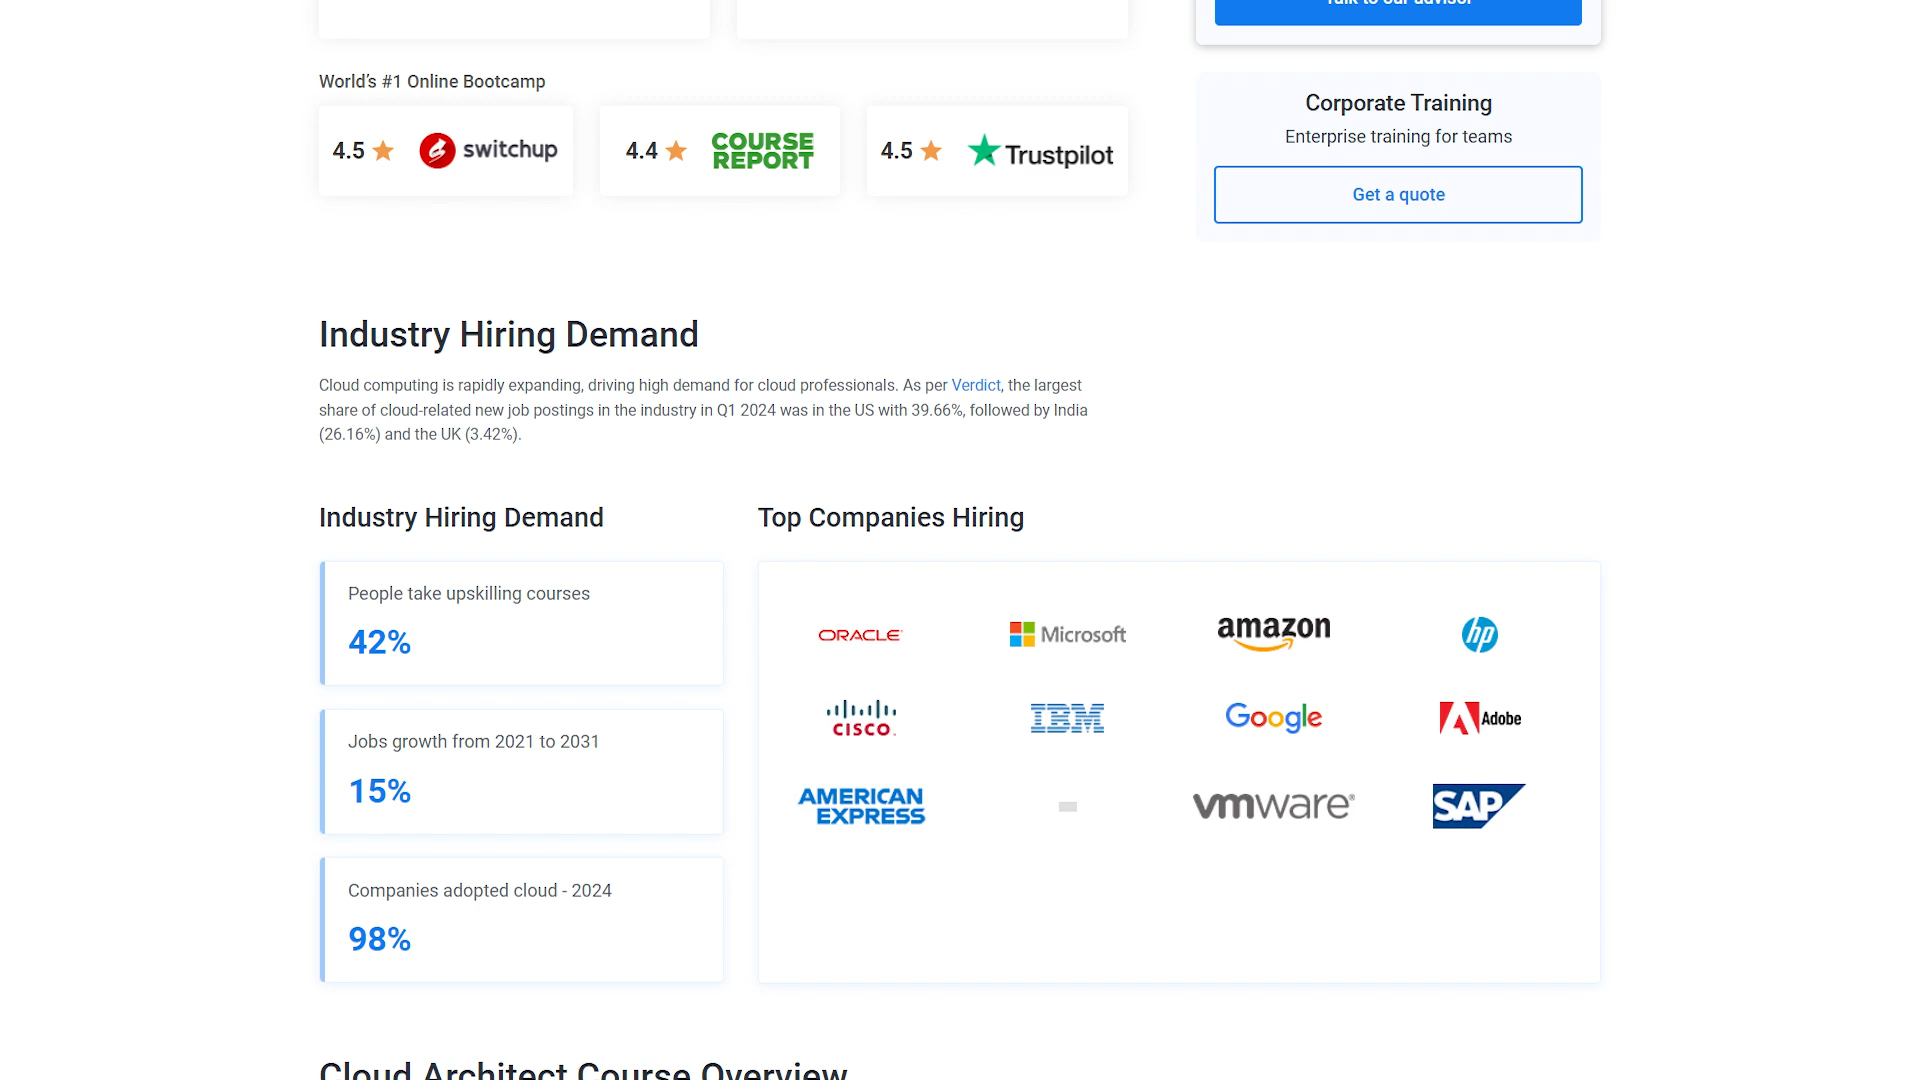 Talk to our advisor
World's #1 Online Bootcamp
4.5 switchup
4.4 COURSE REPORT
4.5 Trustpilot
Corporate Training
Enterprise training for teams
Get a quote
Industry Hiring Demand
Cloud computing is rapidly expanding, driving high demand for cloud professionals. As per Verdict, the largest
share of cloud-related new job postings in the industry in Q1 2024 was in the US with 39.66%, followed by India
(26.16%) and the UK (3.42%).
Industry Hiring Demand
People take upskilling courses
42%
Jobs growth from 2021 to 2031
15%
Companies adopted cloud - 2024
98%
Top Companies Hiring
ORACLE Microsoft amazon hp
CISCO IBM Google Adobe
AMERICAN EXPRESS vmware SAP
Cloud Architect Course Overview